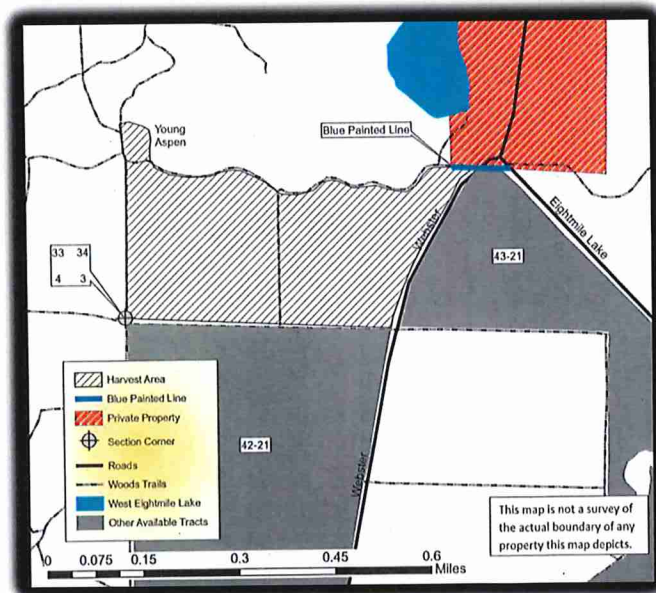 Young
Aspen
Blue Painted Line
Webster
Eightmile Lake
43-21
33 34
4 3
Harvest Area
Blue Painted Line
Private Property
Section Corner
Roads
Woods Trails
West Eightmile Lake
Other Available Tracts
42-21
Webster
This map is not a survey of
the actual boundary of any
property this map depicts.
0 0.075 0.15 0.3 0.45 0.6
Miles